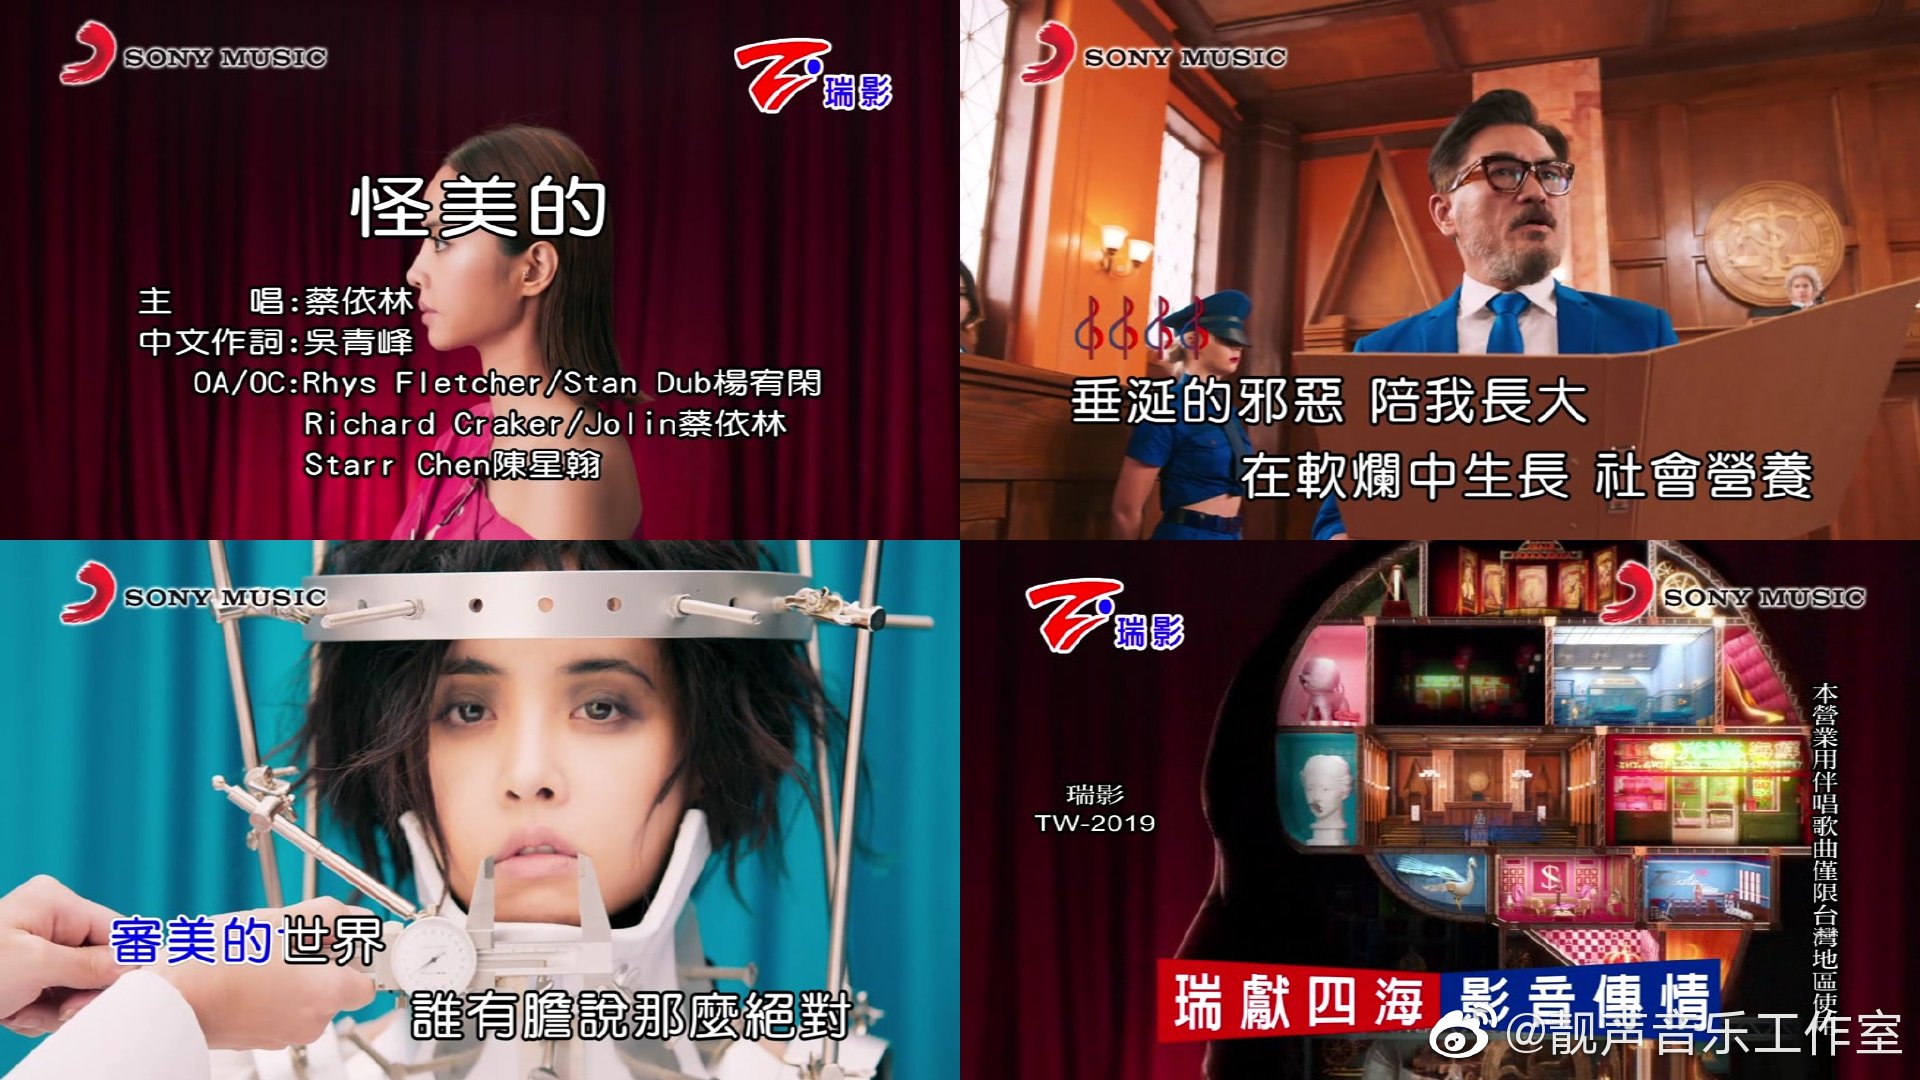 SONY MUSIC
瑞影
怪美的
主 唱:蔡依林
中文作詞:吳青峰
OA/OC:Rhys Fletcher/Stan Dub楊宥閑
Richard Craker/Jolin蔡依林
Starr Chen陳星翰
SONY MUSIC
垂涎的邪惡 陪我長大
在軟爛中生長 社會營養
SONY MUSIC
審美的世界
誰有膽說那麼絕對
瑞影
SONY MUSIC
瑞影
TW-2019
本營業用伴唱歌曲僅限台灣地區使
瑞獻四海 影音傳情
@靚声音乐工作室